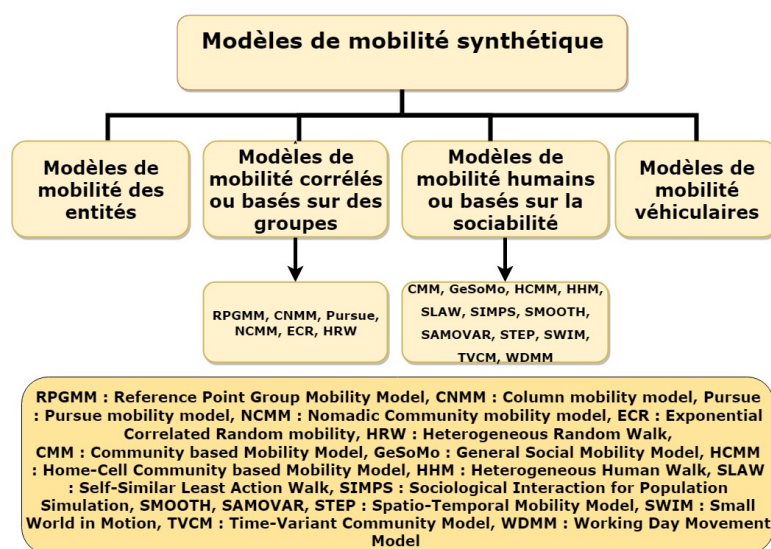 Modèles de mobilité synthétique
Modèles de
mobilité des
entités
Modèles de
mobilité corrélés
ou basés sur des
groupes
Modèles de
mobilité humains
ou basés sur la
sociabilité
Modèles de
mobilité
véhiculaires
RPGMM, CNMM, Pursue,
NCMM, ECR, HRW
CMM, GeSoMo, HCMM, HHM,
SLAW, SIMPS, SMOOTH,
SAMOVAR, STEP, SWIM,
TVCM, WDMM
RPGMM : Reference Point Group Mobility Model, CNMM : Column mobility model, Pursue
: Pursue mobility model, NCMM : Nomadic Community mobility model, ECR : Exponential
Correlated Random mobility, HRW : Heterogeneous Random Walk,
CMM : Community based Mobility Model, GeSoMo : General Social Mobility Model, HCMM
: Home-Cell Community based Mobility Model, HHM : Heterogeneous Human Walk, SLAW
: Self-Similar Least Action Walk, SIMPS : Sociological Interaction for Population
Simulation, SMOOTH, SAMOVAR, STEP : Spatio-Temporal Mobility Model, SWIM : Small
World in Motion, TVCM : Time-Variant Community Model, WDMM : Working Day Movement
Model